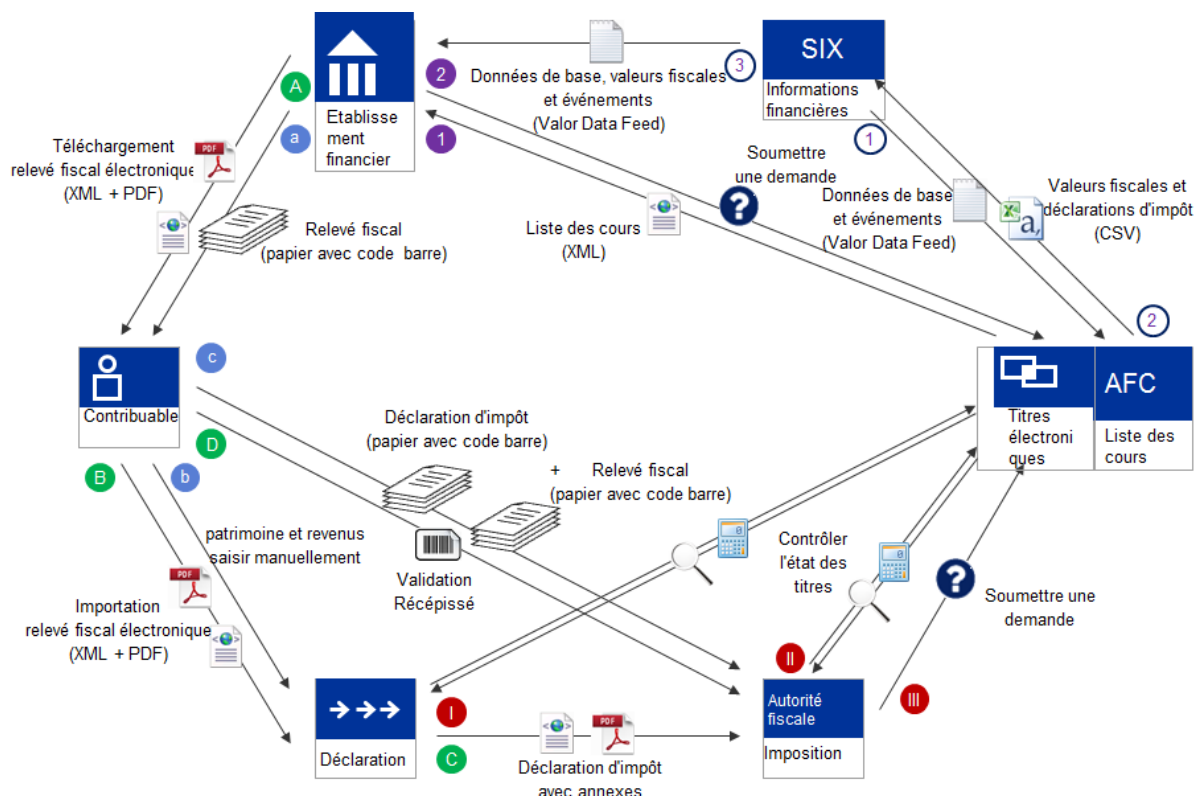 SIX
Informations
financières
3
2
1
A
a
Etablisse
ment
financier
Données de base, valeurs fiscales
et événements
(Valor Data Feed)
1
Soumettre
une demande
?
Téléchargement
relevé fiscal électronique
(XML + PDF)
PDF
Relevé fiscal
(papier avec code barre)
Liste des cours
(XML)
Données de base
et événements
(Valor Data Feed)
a,
Valeurs fiscales et
déclarations d'impôt
(CSV)
2
Contribuable
c
D
B
b
Titres
électroni
ques
AFC
Liste des
cours
Déclaration d'impôt
(papier avec code barre)
+ Relevé fiscal
(papier avec code barre)
patrimoine et revenus
saisir manuellement
Validation
Récépissé
Contrôler
l'état des
titres
?
Soumettre une
demande
PDF
Importation
relevé fiscal électronique
(XML + PDF)
II
III
I
C
Déclaration
PDF
Déclaration d'impôt
avec annexes
Autorité
fiscale
Imposition